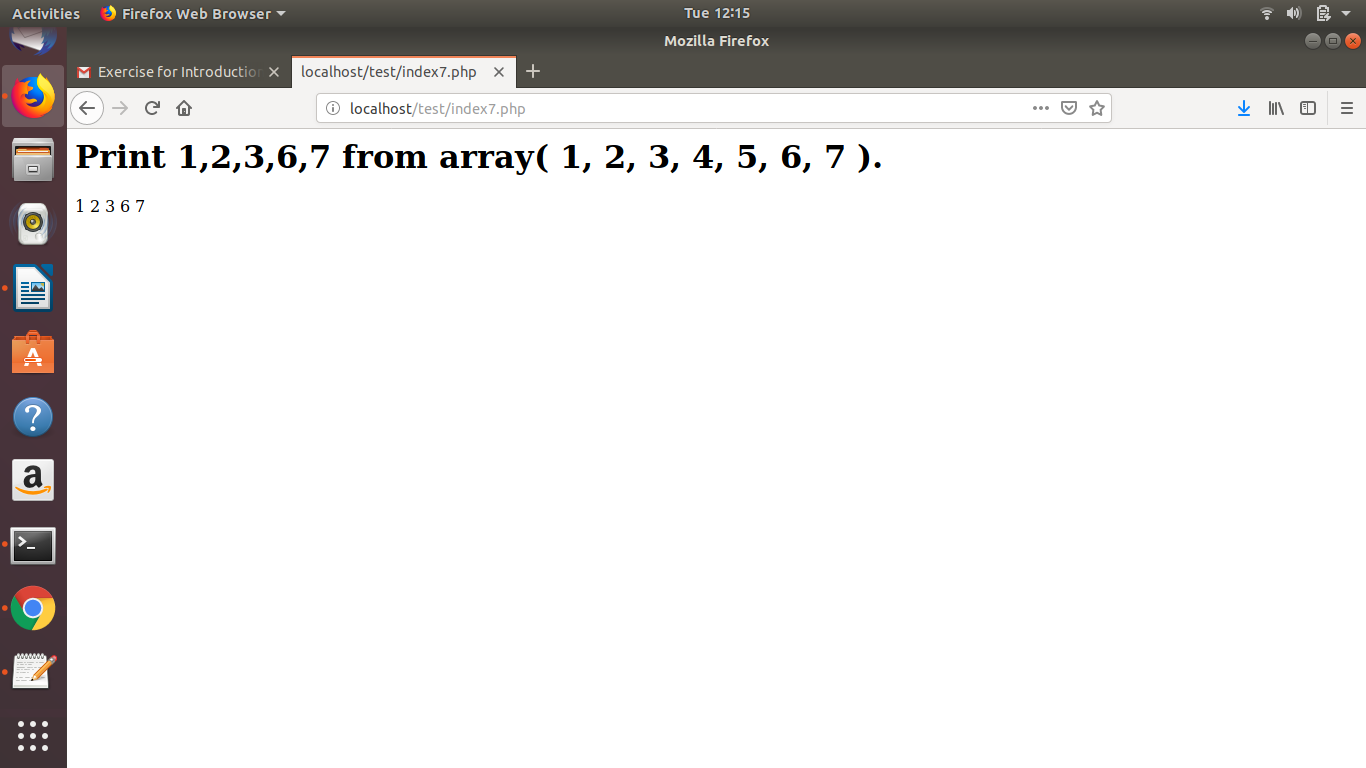 Activities Firefox Web Browser Tue 12:15
Mozilla Firefox
Exercise for Introduction localhost/test/index7.php
localhost/test/index7.php
Print 1,2,3,6,7 from array( 1, 2, 3, 4, 5, 6, 7 ).
1 2 3 6 7